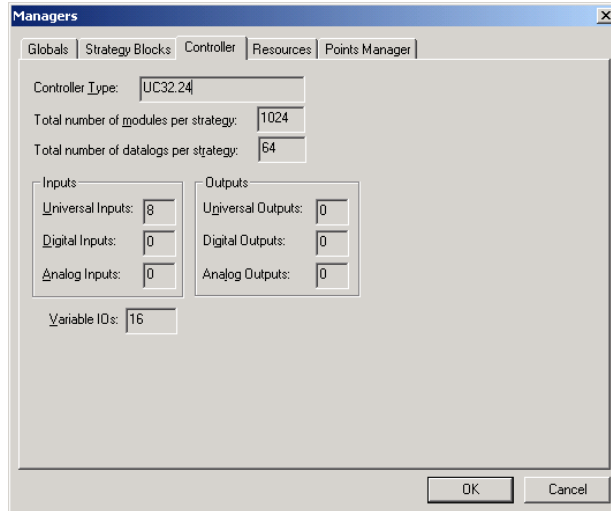 Managers
Globals Strategy Blocks Controller Resources Points Manager
Controller Type: UC32.24
Total number of modules per strategy: 1024
Total number of datalogs per strategy: 64
Inputs Outputs
Universal Inputs: 8 Universal Outputs: 0
Digital Inputs: 0 Digital Outputs: 0
Analog Inputs: 0 Analog Outputs: 0
Variable IOs: 16
OK Cancel